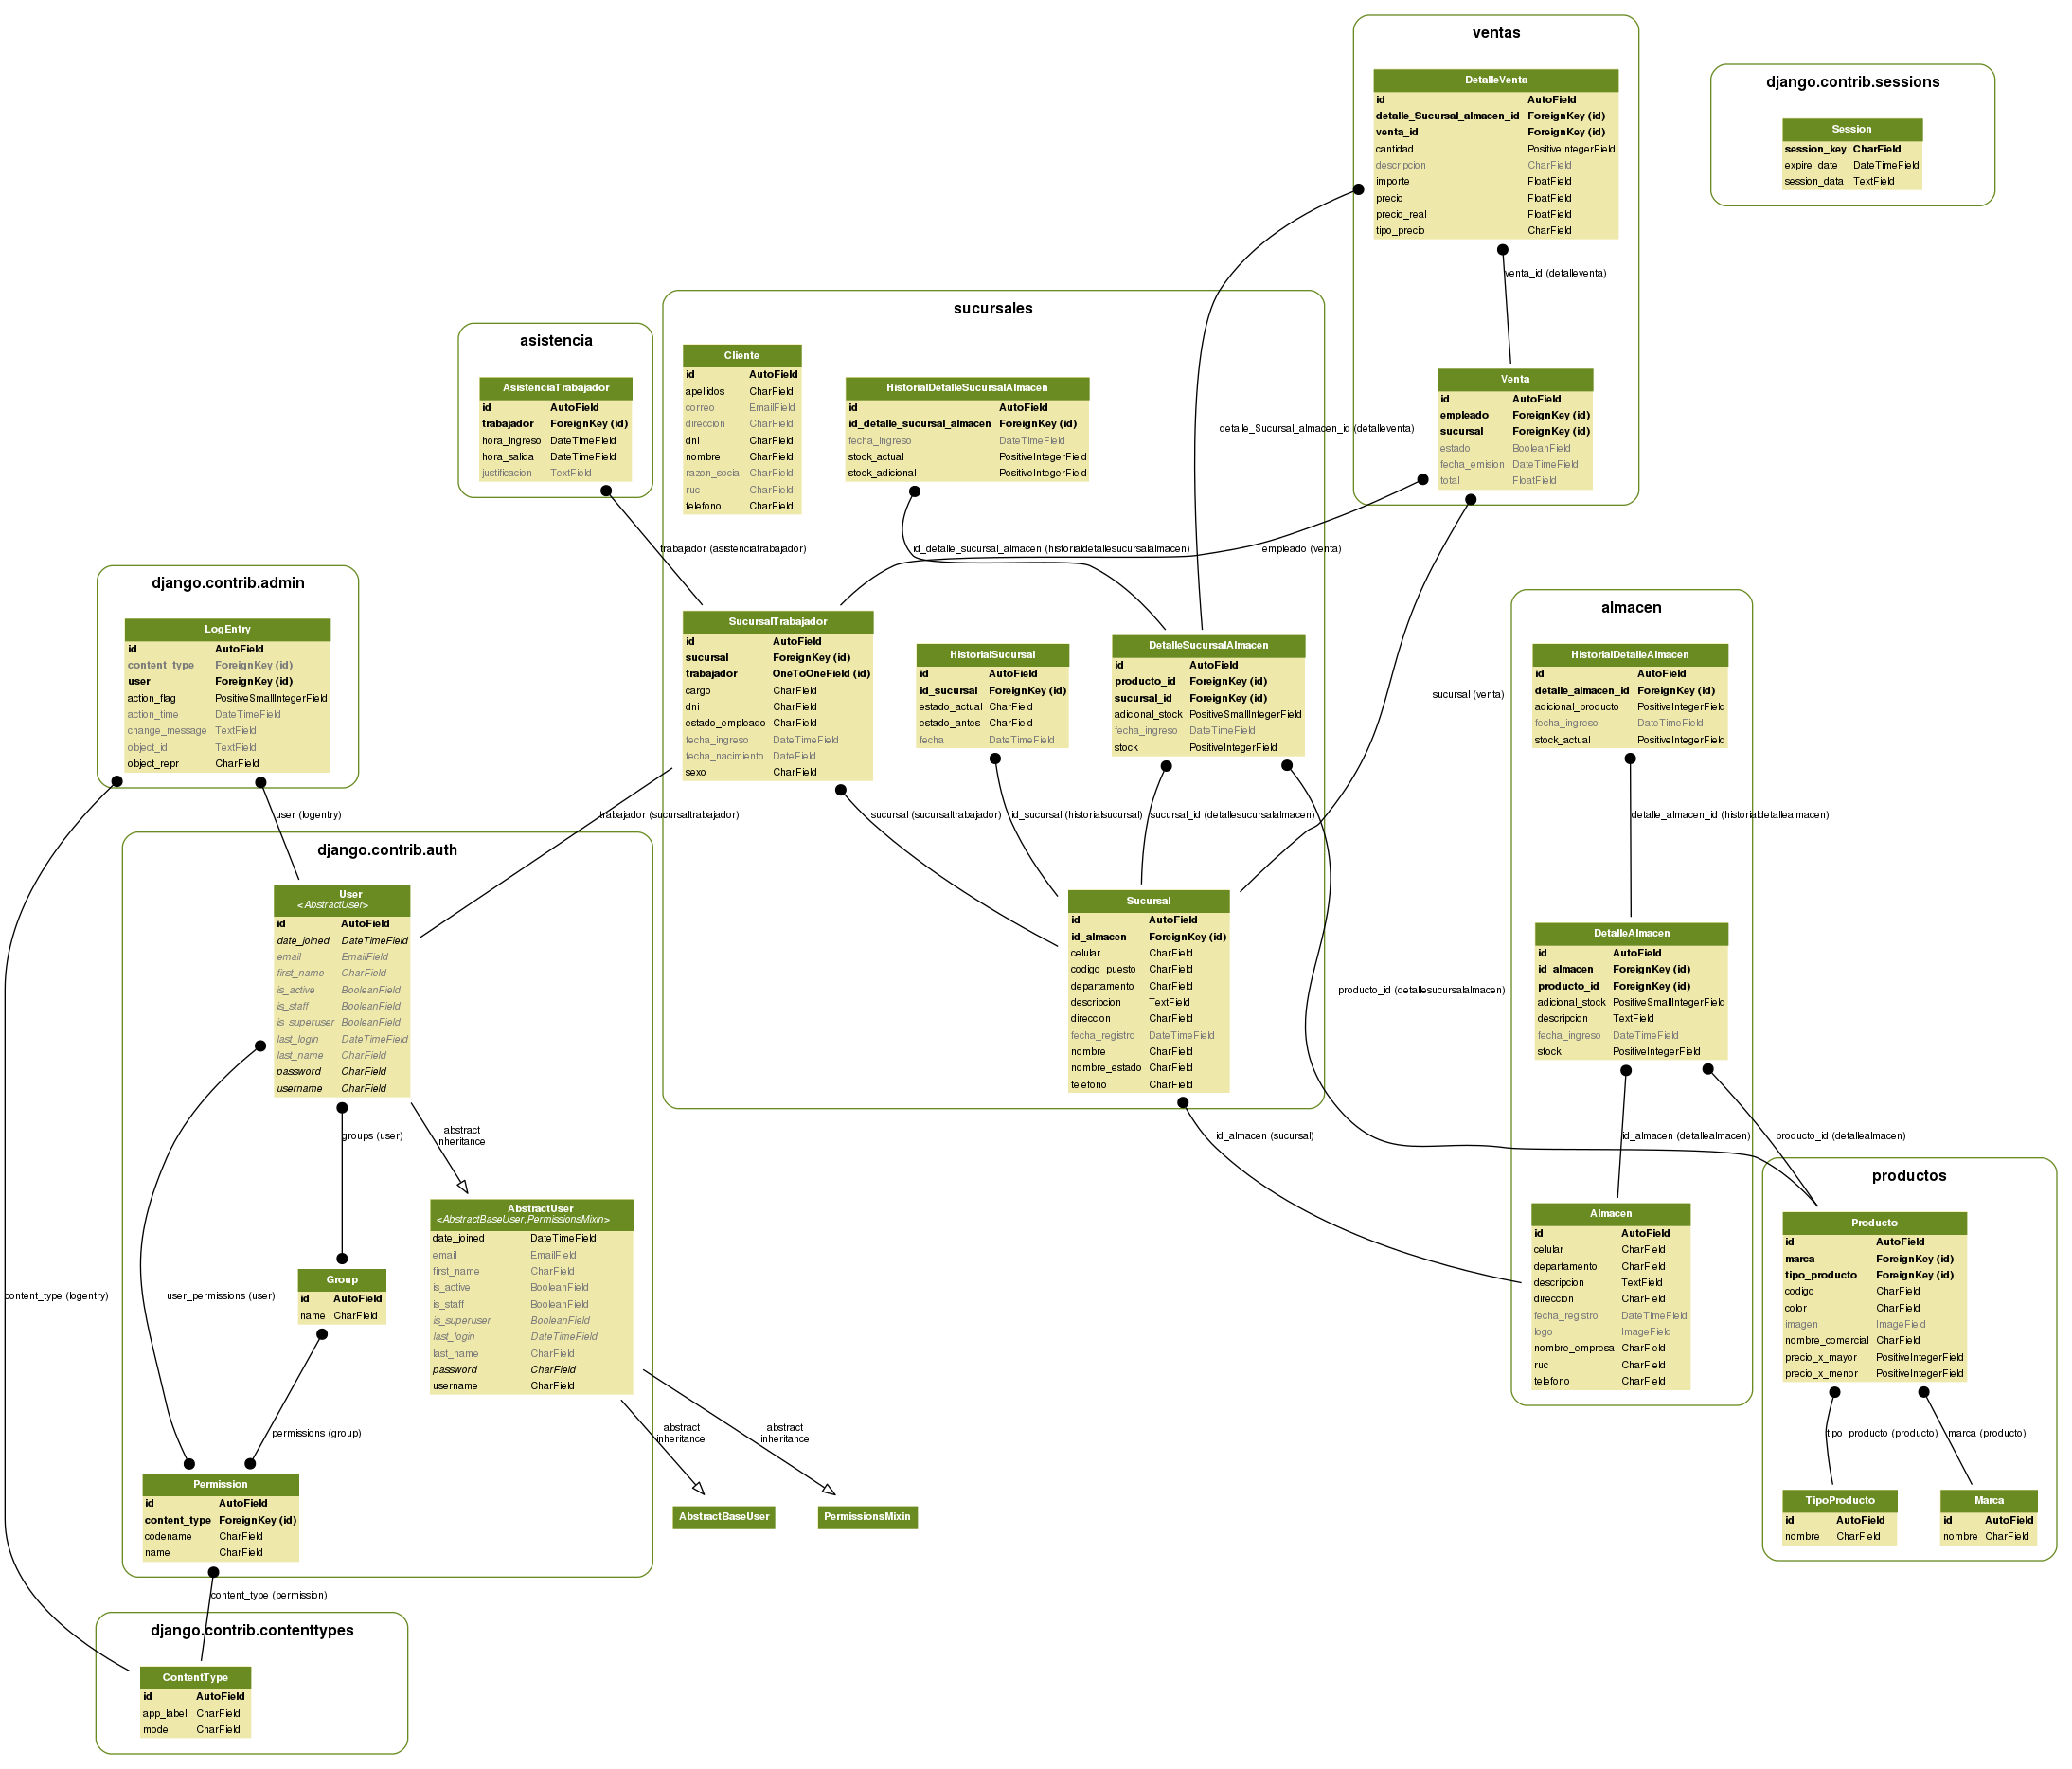 ventas
DetalleVenta
id AutoField
detalle_Sucursal_almacen_id ForeignKey (id)
venta_id ForeignKey (id)
cantidad PositiveIntegerField
descripcion CharField
importe FloatField
precio FloatField
precio_real FloatField
tipo_precio CharField
venta_id (detalleventa)
Venta
id AutoField
empleado ForeignKey (id)
sucursal ForeignKey (id)
estado BooleanField
fecha_emision DateTimeField
total FloatField
django.contrib.sessions
Session
session_key CharField
expire_date DateTimeField
session_data TextField
sucursales
Cliente
id AutoField
apellidos CharField
correo EmailField
direccion CharField
dni CharField
nombre CharField
razon_social CharField
ruc CharField
telefono CharField
HistorialDetalleSucursalAlmacen
id AutoField
id_detalle_sucursal_almacen ForeignKey (id)
fecha_ingreso DateTimeField
stock_actual PositiveIntegerField
stock_adicional PositiveIntegerField
detalle_Sucursal_almacen_id (detalleventa)
asistencia
AsistenciaTrabajador
id AutoField
trabajador ForeignKey (id)
hora_ingreso DateTimeField
hora_salida DateTimeField
justificacion TextField
trabajador (asistenciatrabajador)
id_detalle_sucursal_almacen (historialdetallesucursalalmacen)
empleado (venta)
SucursalTrabajador
id AutoField
sucursal ForeignKey (id)
trabajador OneToOneField (id)
cargo CharField
dni CharField
estado_empleado CharField
fecha_ingreso DateTimeField
fecha_nacimiento DateField
sexo CharField
HistorialSucursal
id AutoField
id_sucursal ForeignKey (id)
estado_actual CharField
estado_antes CharField
fecha DateTimeField
DetalleSucursalAlmacen
id AutoField
producto_id ForeignKey (id)
sucursal_id ForeignKey (id)
adicional_stock PositiveSmallIntegerField
fecha_ingreso DateTimeField
stock PositiveIntegerField
sucursal (venta)
trabajador (sucursaltrabajador)
sucursal (sucursaltrabajador)
id_sucursal (historialsucursal)
sucursal_id (detallesucursalalmacen)
Sucursal
id AutoField
id_almacen ForeignKey (id)
celular CharField
codigo_puesto CharField
departamento CharField
descripcion TextField
direccion CharField
fecha_registro DateTimeField
nombre CharField
nombre_estado CharField
telefono CharField
producto_id (detallesucursalalmacen)
id_almacen (sucursal)
django.contrib.admin
LogEntry
id AutoField
content_type ForeignKey (id)
user ForeignKey (id)
action_flag PositiveSmallIntegerField
action_time DateTimeField
change_message TextField
object_id TextField
object_repr CharField
user (logentry)
content_type (logentry)
django.contrib.auth
User
<AbstractUser>
id AutoField
date_joined DateTimeField
email EmailField
first_name CharField
is_active BooleanField
is_staff BooleanField
is_superuser BooleanField
last_login DateTimeField
last_name CharField
password CharField
username CharField
groups (user)
abstract
inheritance
user_permissions (user)
AbstractUser
<AbstractBaseUser,PermissionsMixin>
date_joined DateTimeField
email EmailField
first_name CharField
is_active BooleanField
is_staff BooleanField
is_superuser BooleanField
last_login DateTimeField
last_name CharField
password CharField
username CharField
Group
id AutoField
name CharField
permissions (group)
abstract
inheritance
abstract
inheritance
AbstractBaseUser
PermissionsMixin
Permission
id AutoField
content_type ForeignKey (id)
codename CharField
name CharField
content_type (permission)
django.contrib.contenttypes
ContentType
id AutoField
app_label CharField
model CharField
almacen
HistorialDetalleAlmacen
id AutoField
detalle_almacen_id ForeignKey (id)
adicional_producto PositiveIntegerField
fecha_ingreso DateTimeField
stock_actual PositiveIntegerField
detalle_almacen_id (historialdetallealmacen)
DetalleAlmacen
id AutoField
id_almacen ForeignKey (id)
producto_id ForeignKey (id)
adicional_stock PositiveSmallIntegerField
descripcion TextField
fecha_ingreso DateTimeField
stock PositiveIntegerField
id_almacen (detallealmacen)
producto_id (detallealmacen)
Almacen
id AutoField
celular CharField
departamento CharField
descripcion TextField
direccion CharField
fecha_registro DateTimeField
logo ImageField
nombre_empresa CharField
ruc CharField
telefono CharField
productos
Producto
id AutoField
marca ForeignKey (id)
tipo_producto ForeignKey (id)
codigo CharField
color CharField
imagen ImageField
nombre_comercial CharField
precio_x_mayor PositiveIntegerField
precio_x_menor PositiveIntegerField
tipo_producto (producto)
marca (producto)
TipoProducto
id AutoField
nombre CharField
Marca
id AutoField
nombre CharField